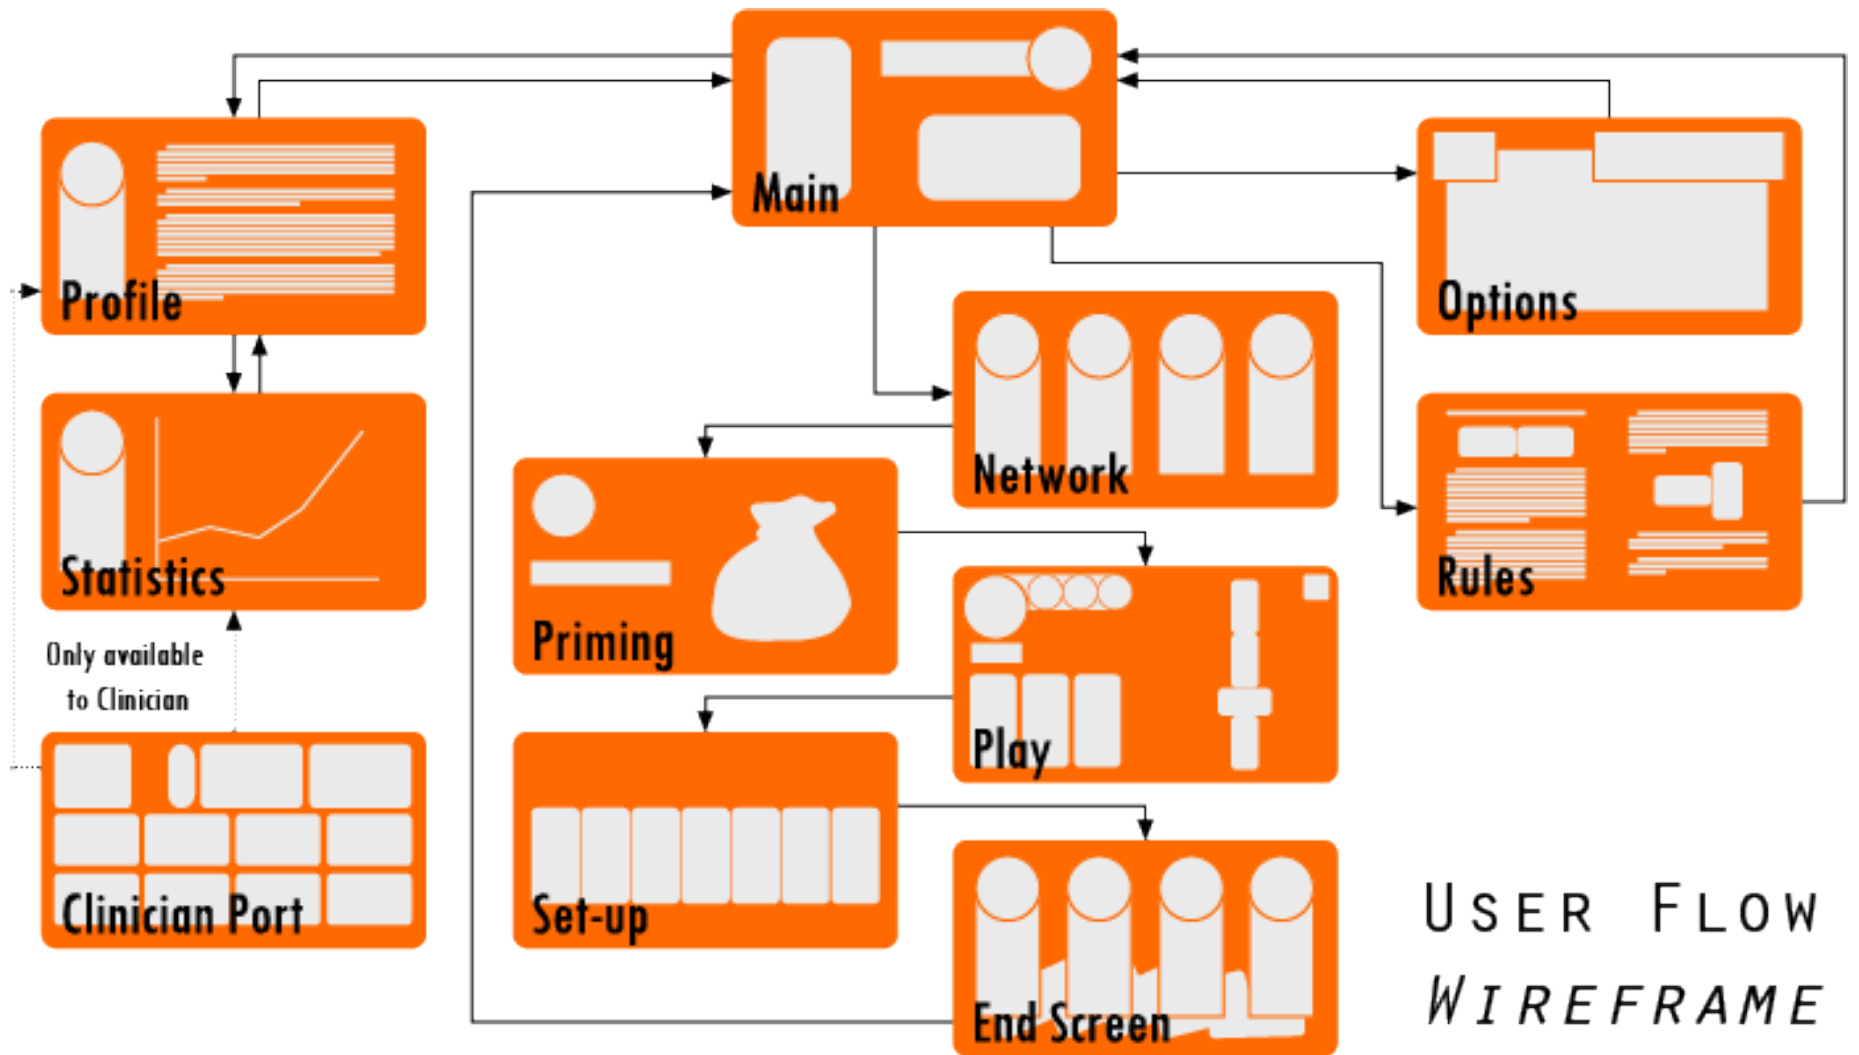 Main
Profile
Options
Network
Statistics
Rules
Priming
Only available
to Clinician
Play
Clinician Port
Set-up
End Screen
USER FLOW
WIREFRAME